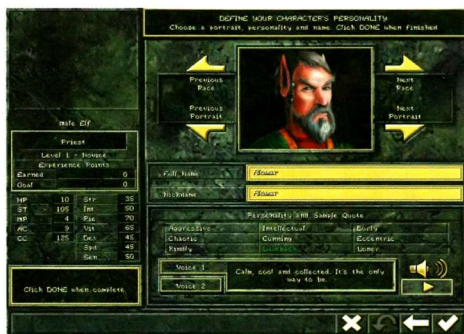 DEFINE YOUR CHARACTER'S PERSONALITY
Choose a portrait, personality and name. Click DONE when finished
Previous Race
Next Race
Previous Portrait
Next Portrait
male Elf
Priest
Level 1 - Novice
Experience Points
Earned 0
Goal 0
HP 10 Str 35
ST 105 Int 50
MP 4 Pie 70
AC 9 Vit 65
CC 125 Dex 45
Spd 45
Sen 50
Click DONE when complete
Full Name
Nickname
Personality and Sample Quote
Aggressive Intellectual Burly
Chaotic Cunning Eccentric
Kindly Loner
Voice 1
Voice 2
Calm, cool and collected. It's the only
way to be.